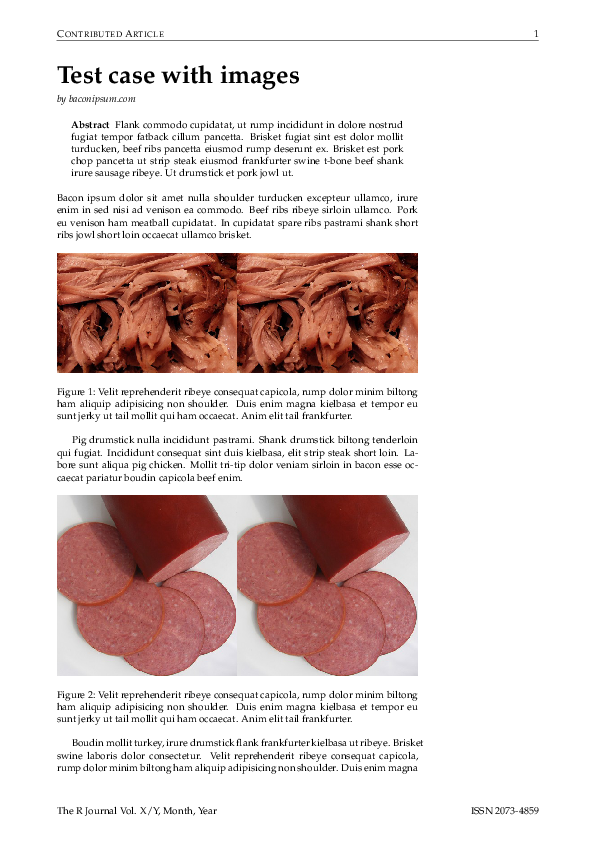 CONTRIBUTED ARTICLE 1
Test case with images
by baconipsum.com
Abstract Flank commodo cupidatat, ut rump incididunt in dolore nostrud
fugiat tempor fatback cillum pancetta. Brisket fugiat sint est dolor mollit
turducken, beef ribs pancetta eiusmod rump deserunt ex. Brisket est pork
chop pancetta ut strip steak eiusmod frankfurter swine t-bone beef shank
irure sausage ribeye. Ut drumstick et pork jowl ut.
Bacon ipsum dolor sit amet nulla shoulder turducken excepteur ullamco, irure
enim in sed nisi ad venison ea commodo. Beef ribs ribeye sirloin ullamco. Pork
eu venison ham meatball cupidatat. In cupidatat spare ribs pastrami shank short
ribs jowl short loin occaecat ullamco brisket.
Figure 1: Velit reprehenderit ribeye consequat capicola, rump dolor minim biltong
ham aliquip adipisicing non shoulder. Duis enim magna kielbasa et tempor eu
sunt jerky ut tail mollit qui ham occaecat. Anim elit tail frankfurter.
Pig drumstick nulla incididunt pastrami. Shank drumstick biltong tenderloin
qui fugiat. Incididunt consequat sint duis kielbasa, elit strip steak short loin. La-
bore sunt aliqua pig chicken. Mollit tri-tip dolor veniam sirloin in bacon esse oc-
caecat pariatur boudin capicola beef enim.
Figure 2: Velit reprehenderit ribeye consequat capicola, rump dolor minim biltong
ham aliquip adipisicing non shoulder. Duis enim magna kielbasa et tempor eu
sunt jerky ut tail mollit qui ham occaecat. Anim elit tail frankfurter.
Boudin mollit turkey, irure drumstick flank frankfurter kielbasa ut ribeye. Brisket
swine laboris dolor consectetur. Velit reprehenderit ribeye consequat capicola,
rump dolor minim biltong ham aliquip adipisicing non shoulder. Duis enim magna
The R Journal Vol. X/Y, Month, Year ISSN 2073-4859